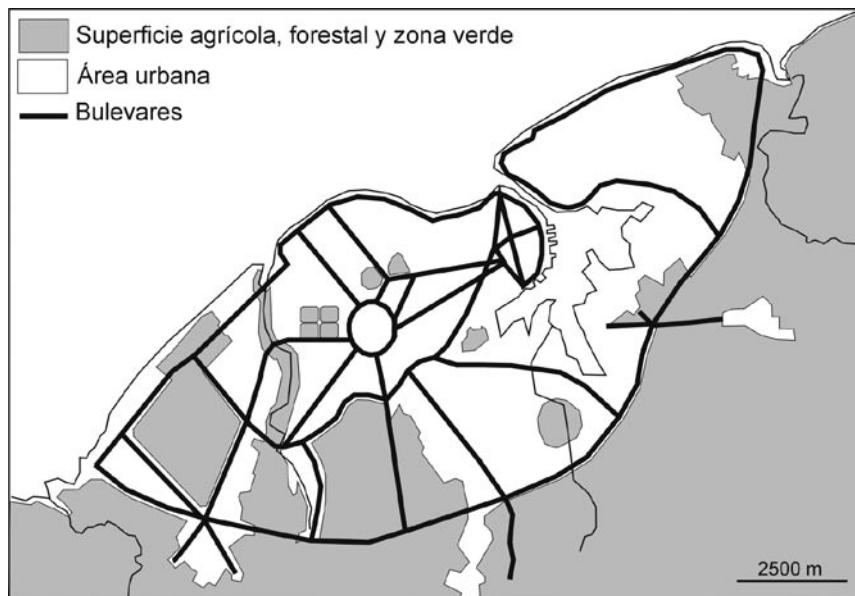 Superficie agrícola, forestal y zona verde
Área urbana
Bulevares
2500 m